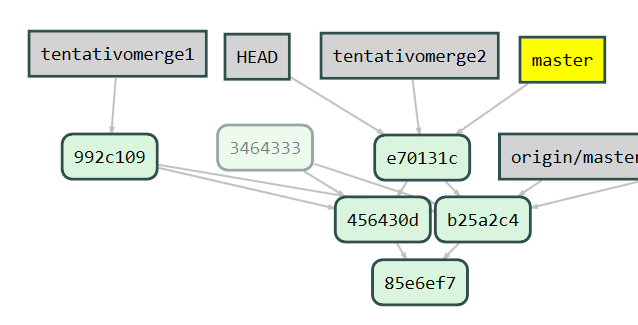 tentativomerge1
HEAD
tentativomerge2
master
992c109
3464333
e70131c
origin/master
456430d
b25a2c4
85e6ef7